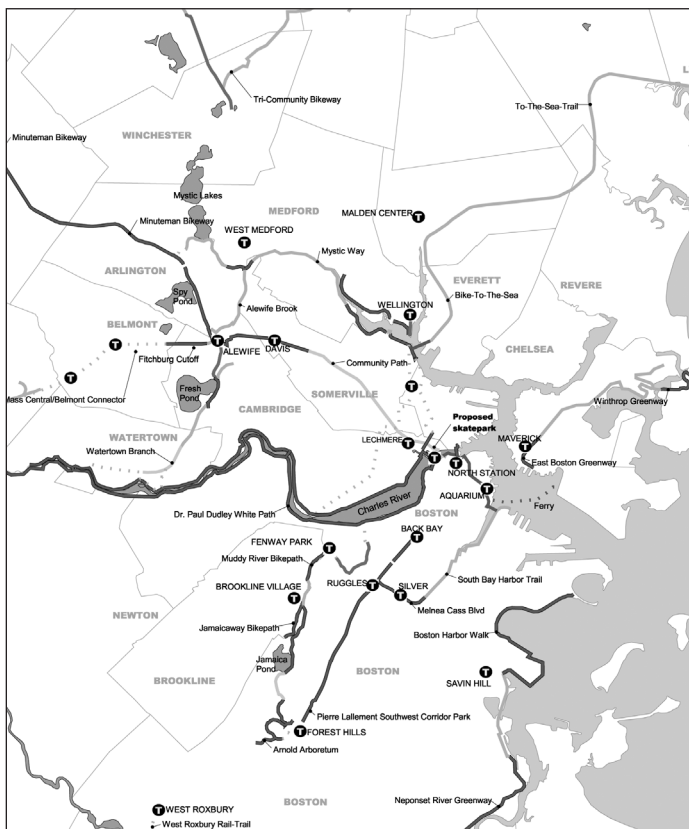 L
Tri-Community Bikeway
To-The-Sea-Trail
WINCHESTER
Minuteman Bikeway
Mystic Lakes
MEDFORD
MALDEN CENTER
T
Minuteman Bikeway
WEST MEDFORD
T
Mystic Way
ARLINGTON
Spy
Pond
EVERETT
REVERE
Bike-To-The-Sea
Alewife Brook
WELLINGTON
T
BELMONT
T
T
ALEWIFE
T
DAVIS
CHELSEA
Fitchburg Cutoff
Community Path
T
Mass Central/Belmont Connector
T
Fresh
Pond
SOMERVILLE
Winthrop Greenway
CAMBRIDGE
Proposed
skatepark
WATERTOWN
LECHMERE
T
MAVERICK
T
Watertown Branch
T
T
NORTH STATION
East Boston Greenway
AQUARIUM
T
Charles River
Ferry
Dr. Paul Dudley White Path
BOSTON
BACK BAY
T
FENWAY PARK
T
Muddy River Bikepath
RUGGLES
T
SILVER
T
South Bay Harbor Trail
BROOKLINE VILLAGE
T
Melnea Cass Blvd
NEWTON
Jamaicaway Bikepath
Boston Harbor Walk
Jamaica
Pond
BROOKLINE
BOSTON
SAVIN HILL
T
Pierre Lallement Southwest Corridor Park
T
FOREST HILLS
Arnold Arboretum
BOSTON
Neponset River Greenway
T
WEST ROXBURY
West Roxbury Rail-Trail